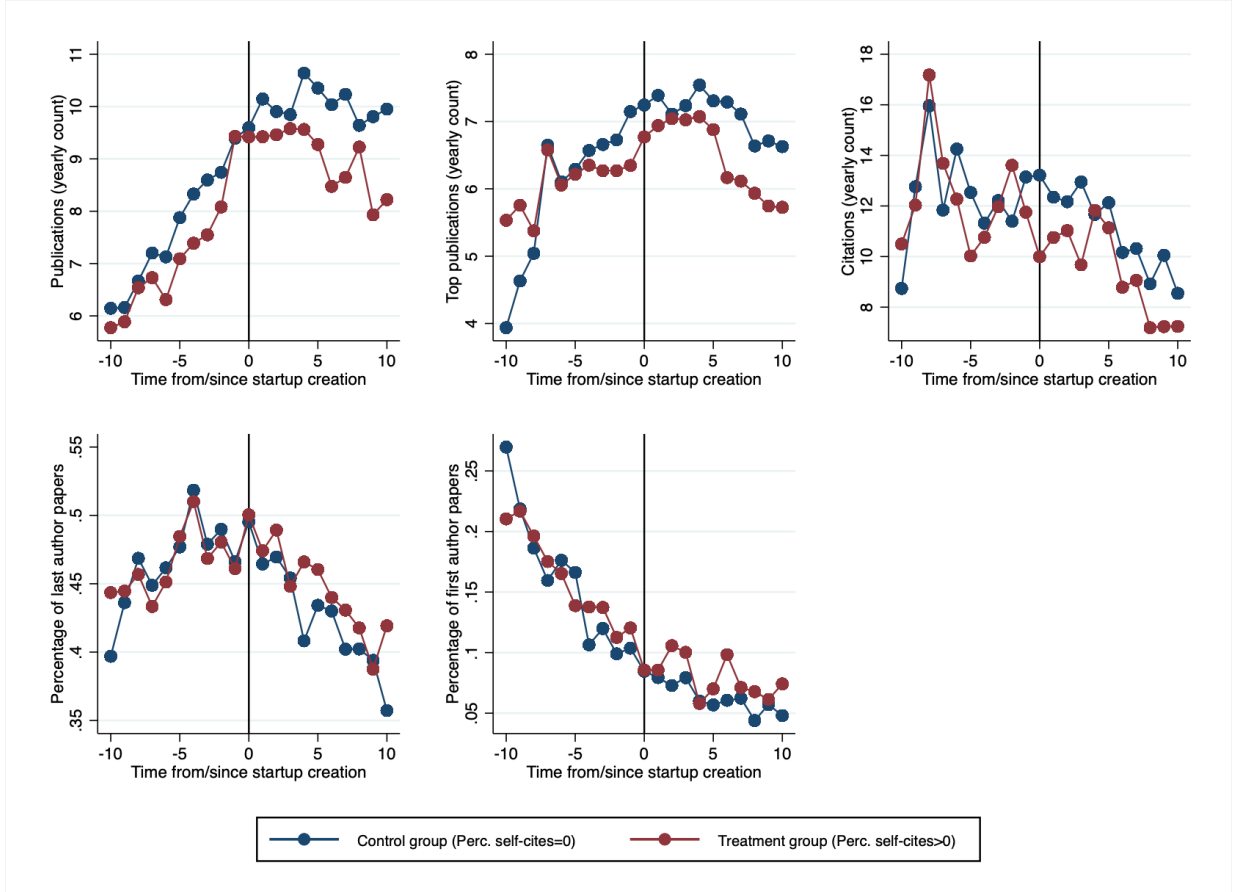 Publications (yearly count)
11
10
9
8
7
6
-10 -5 0 5 10
Time from/since startup creation
Top publications (yearly count)
8
7
6
5
4
-10 -5 0 5 10
Time from/since startup creation
Citations (yearly count)
18
16
14
12
10
8
-10 -5 0 5 10
Time from/since startup creation
Percentage of last author papers
.55
.5
.45
.4
.35
-10 -5 0 5 10
Time from/since startup creation
Percentage of first author papers
.25
.2
.15
.1
.05
-10 -5 0 5 10
Time from/since startup creation
Control group (Perc. self-cites=0) Treatment group (Perc. self-cites>0)